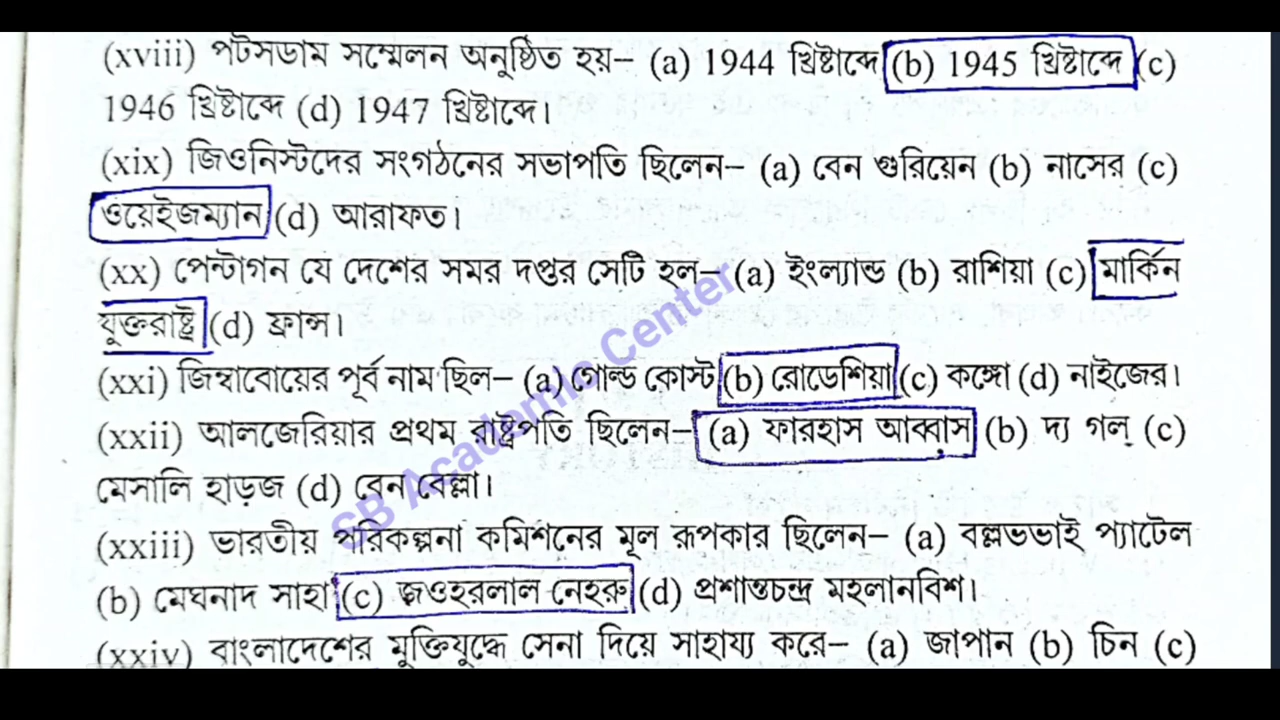 (xviii) পটসডাম সম্মেলন অনুষ্ঠিত হয়– (a) 1944 খ্রিষ্টাব্দে (b) 1945 খ্রিষ্টাব্দে (c)
1946 খ্রিষ্টাব্দে (d) 1947 খ্রিষ্টাব্দে।
(xix) জিওনিস্টদের সংগঠনের সভাপতি ছিলেন– (a) বেন গুরিয়েন (b) নাসের (c)
ওয়েইজম্যান (d) আরাফত।
(xx) পেন্টাগন যে দেশের সমর দপ্তর সেটি হল– (a) ইংল্যান্ড (b) রাশিয়া (c) মার্কিন
যুক্তরাষ্ট্র (d) ফ্রান্স।
(xxi) জিম্বাবোয়ের পূর্ব নাম ছিল– (a) গোল্ড কোস্ট (b) রোডেশিয়া (c) কঙ্গো (d) নাইজের।
(xxii) আলজেরিয়ার প্রথম রাষ্ট্রপতি ছিলেন– (a) ফারহাস আব্বাস (b) দ্য গল্ (c)
মেসালি হাড়জ (d) বেন বেল্লা।
(xxiii) ভারতীয় পরিকল্পনা কমিশনের মূল রূপকার ছিলেন– (a) বল্লভভাই প্যাটেল
(b) মেঘনাদ সাহা (c) জওহরলাল নেহরু (d) প্রশান্তচন্দ্র মহলানবিশ।
(xxiv) বাংলাদেশের মুক্তিযুদ্ধে সেনা দিয়ে সাহায্য করে– (a) জাপান (b) চিন (c)
SB Academic Center